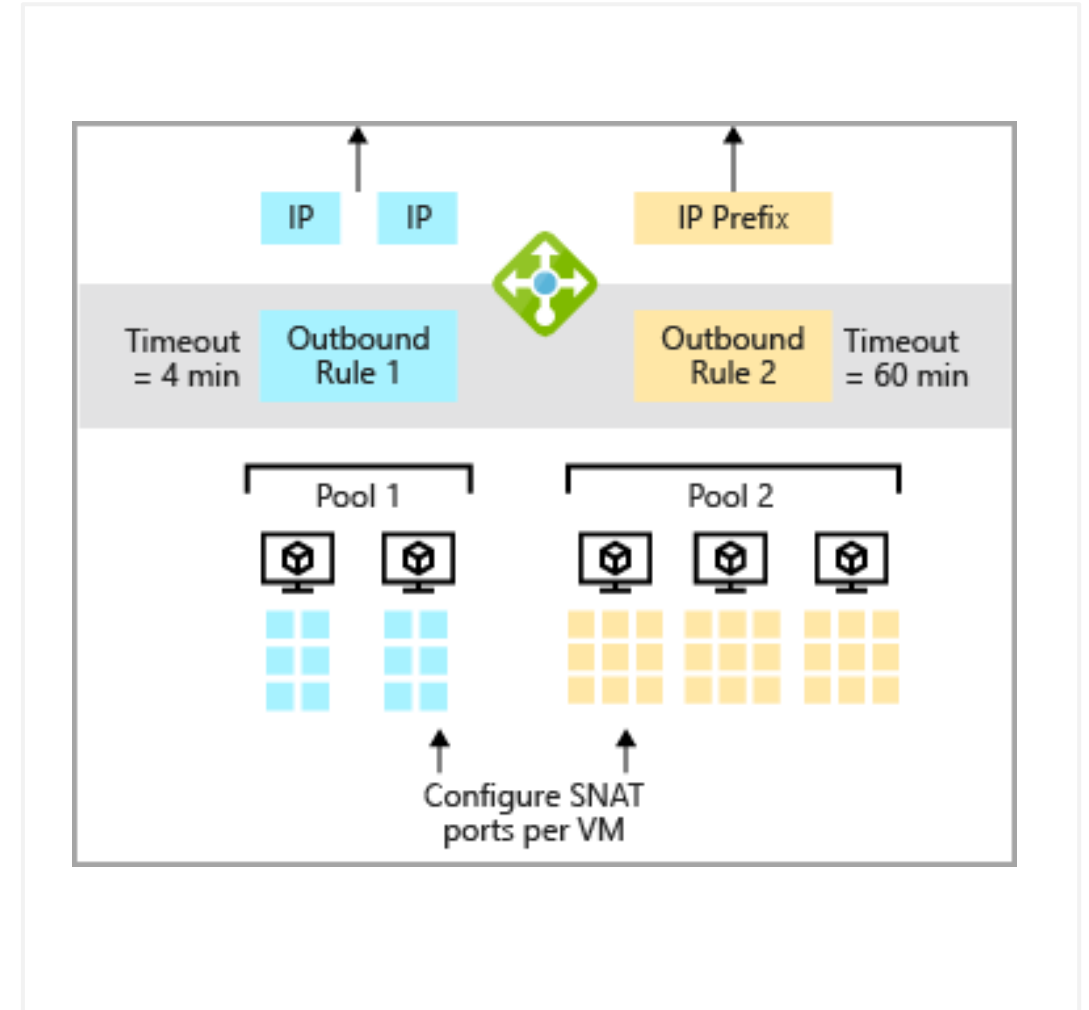 IP
IP
IP Prefix
Timeout
= 4 min
Outbound
Rule 1
Outbound
Rule 2
Timeout
= 60 min
Pool 1
Pool 2
Configure SNAT
ports per VM